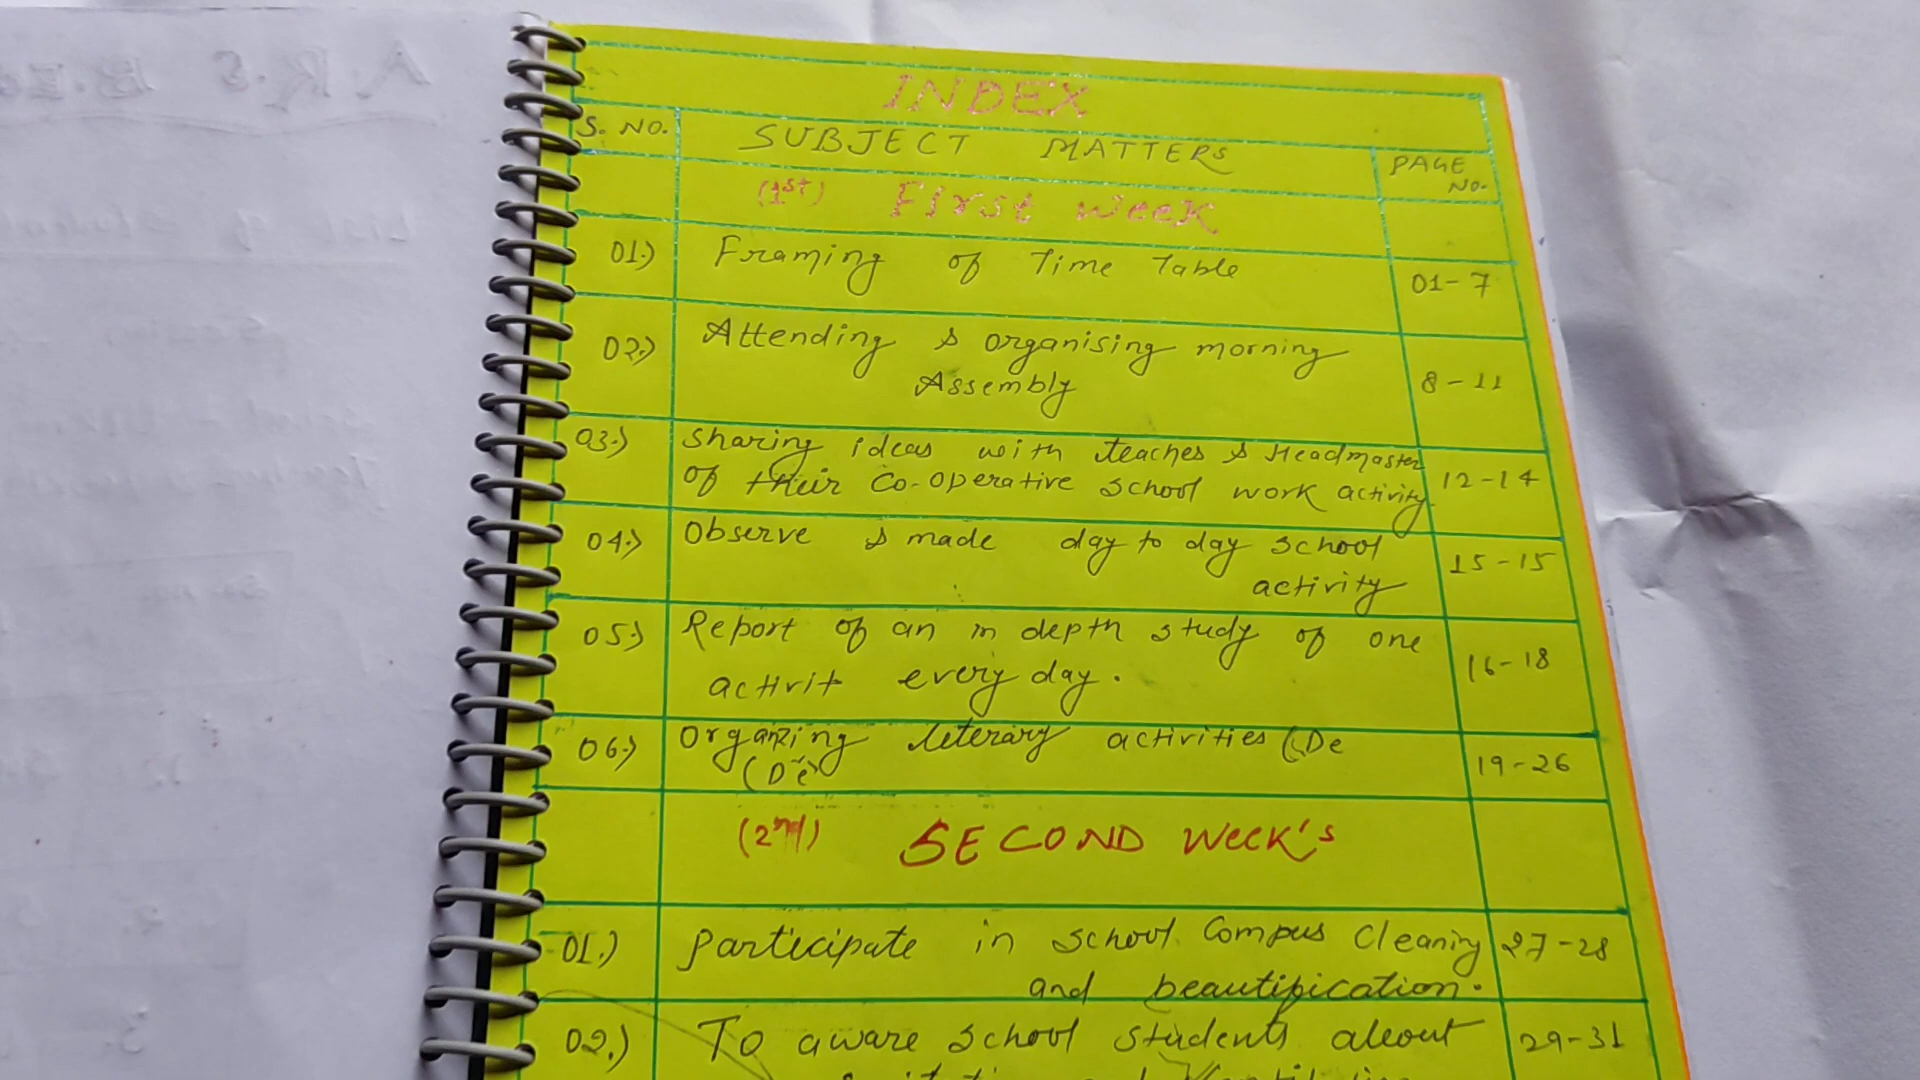 INDEX
S. NO. SUBJECT MATTERS PAGE NO.
(1st) First Week
01.) Framing of Time Table 01-7
02.) Attending & organising morning
Assembly 8-11
03.) Sharing ideas with teaches & Headmaster
of their Co-operative School work activity. 12-14
04.) Observe & made day to day school
activity 15-15
05.) Report of an in depth study of one
activit every day. 16-18
06.) Organizing literary activities (De
(De) 19-26
(2nd) SECOND Week's
01.) Participate in School Compus Cleaning 27-28
and beautification.
02.) To aware School Students aleout 29-31